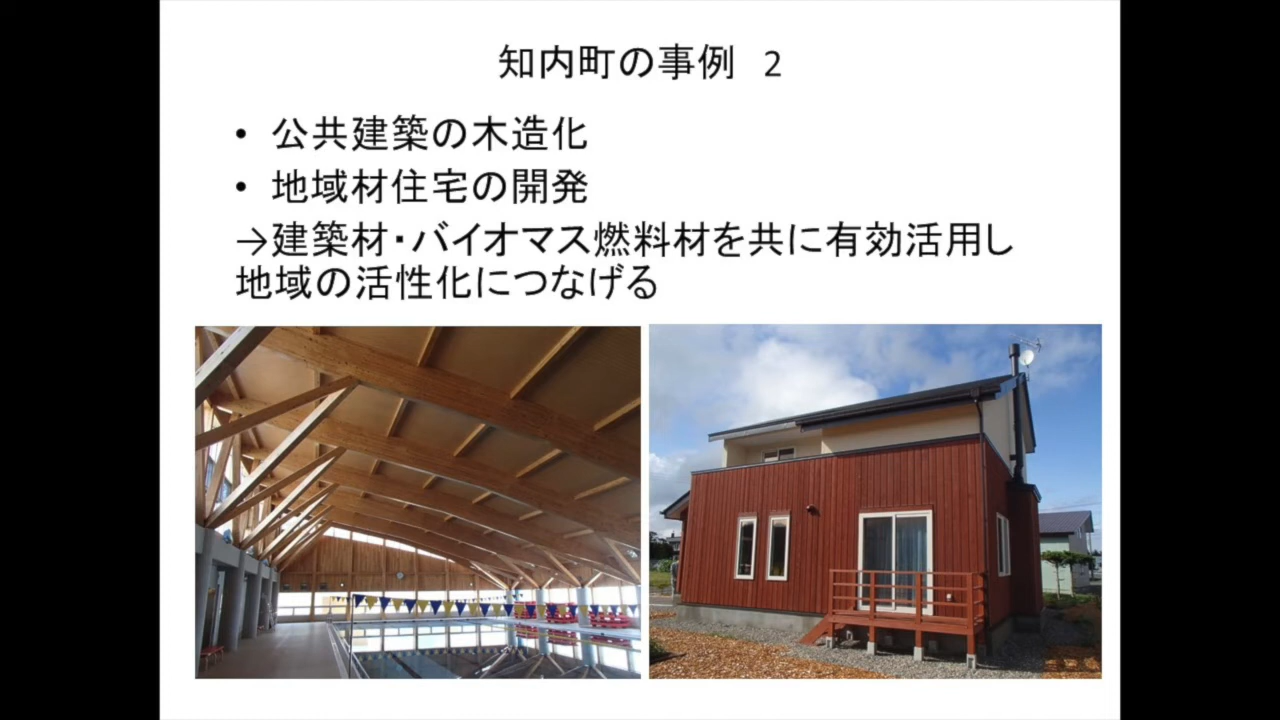 知内町の事例 2
• 公共建築の木造化
• 地域材住宅の開発
→建築材・バイオマス燃料材を共に有効活用し
地域の活性化につなげる